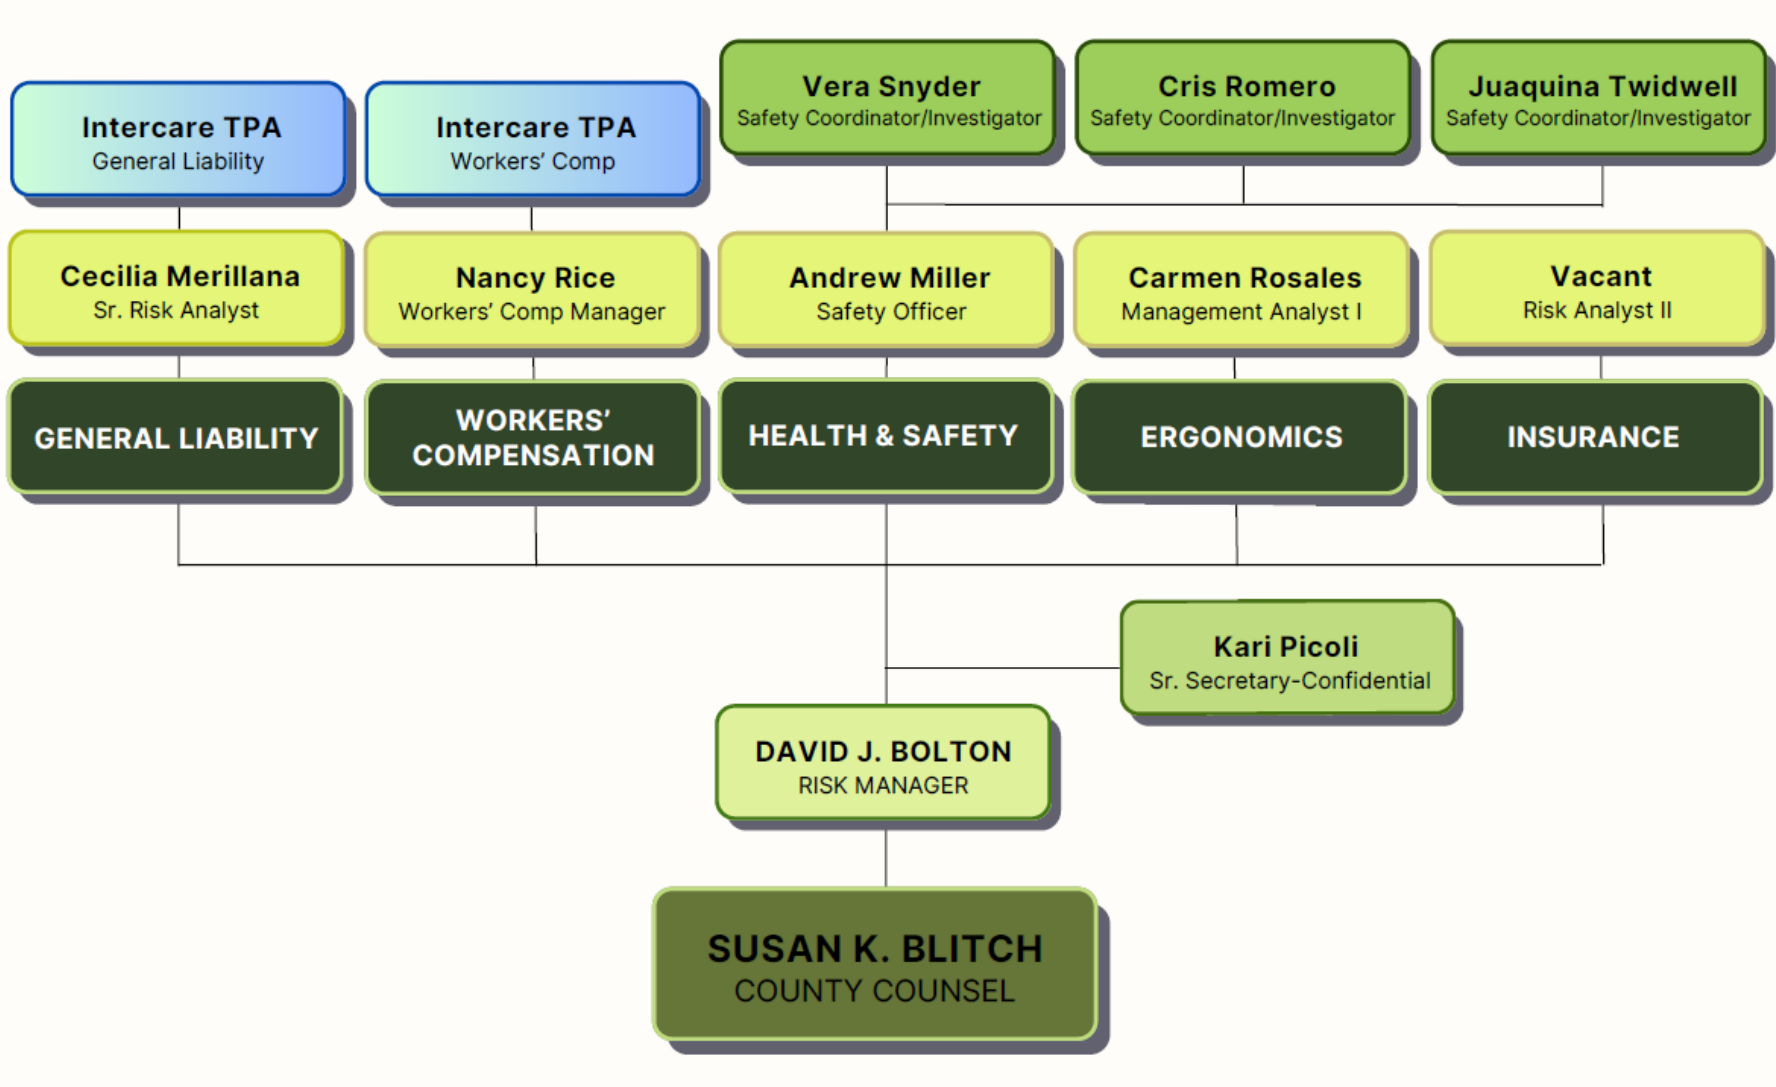 Vera Snyder
Safety Coordinator/Investigator
Cris Romero
Safety Coordinator/Investigator
Juaquina Twidwell
Safety Coordinator/Investigator
Intercare TPA
General Liability
Intercare TPA
Workers’ Comp
Cecilia Merillana
Sr. Risk Analyst
Nancy Rice
Workers’ Comp Manager
Andrew Miller
Safety Officer
Carmen Rosales
Management Analyst I
Vacant
Risk Analyst II
GENERAL LIABILITY
WORKERS’
COMPENSATION
HEALTH & SAFETY
ERGONOMICS
INSURANCE
Kari Picoli
Sr. Secretary-Confidential
DAVID J. BOLTON
RISK MANAGER
SUSAN K. BLITCH
COUNTY COUNSEL